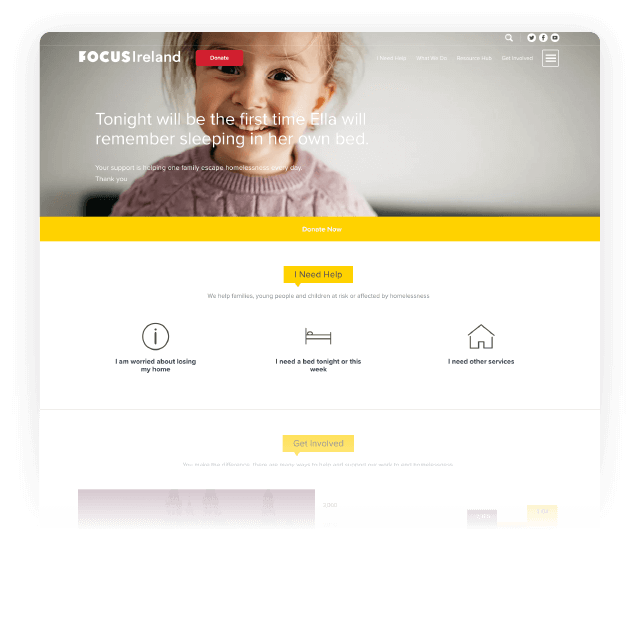 FOCUS Ireland
Donate
I Need Help What We Do Resource Hub Get Involved
Tonight will be the first time Ella will
remember sleeping in her own bed.
Your support is helping one family escape homelessness every day.
Thank you
Donate Now
I Need Help
We help families, young people and children at risk or affected by homelessness
I am worried about losing
my home
I need a bed tonight or this
week
I need other services
Get Involved